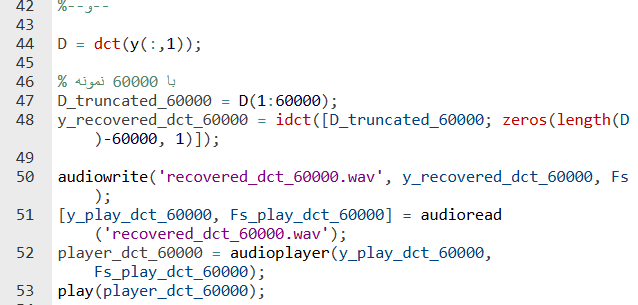 42 %--و--
43
44 D = dct(y(:,1));
45
46 % با 60000 نمونه
47 D_truncated_60000 = D(1:60000);
48 y_recovered_dct_60000 = idct([D_truncated_60000; zeros(length(D
)-60000, 1)]);
49
50 audiowrite('recovered_dct_60000.wav', y_recovered_dct_60000, Fs
);
51 [y_play_dct_60000, Fs_play_dct_60000] = audioread
('recovered_dct_60000.wav');
52 player_dct_60000 = audioplayer(y_play_dct_60000,
Fs_play_dct_60000);
53 play(player_dct_60000);